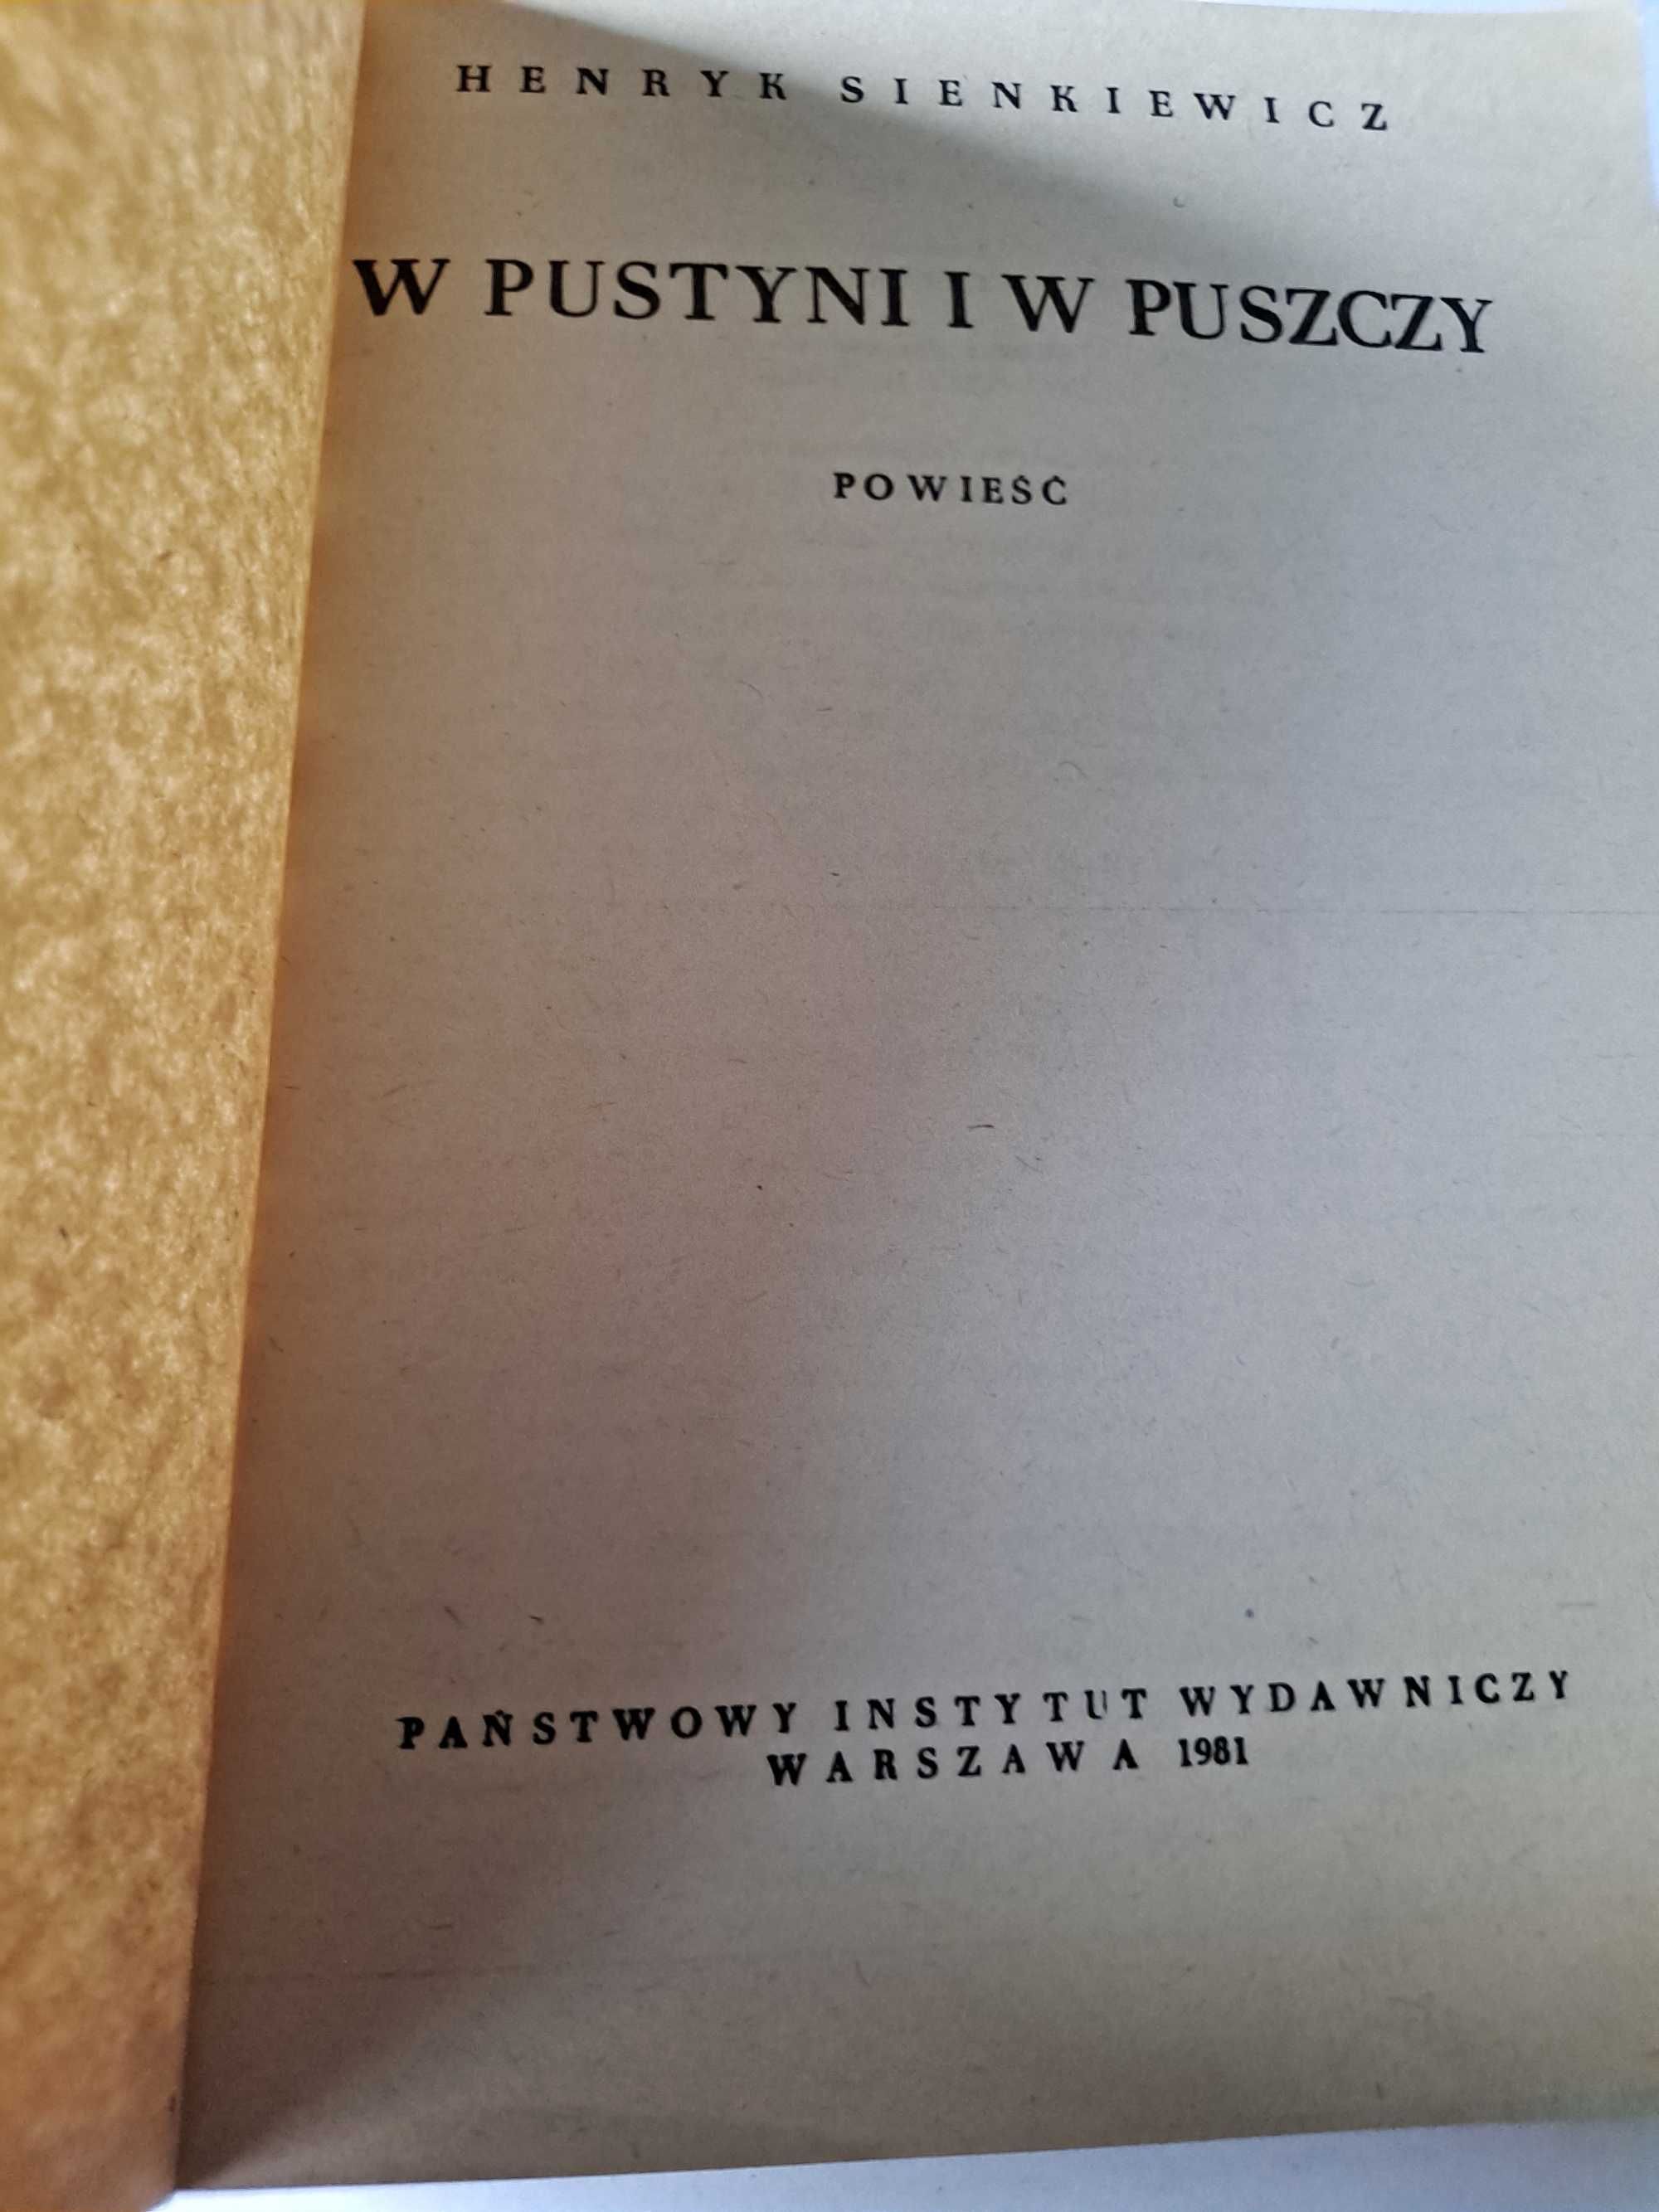 HENRYK SIENKIEWICZ
W PUSTYNI I W PUSZCZY
POWIEŚĆ
PAŃSTWOWY INSTYTUT WYDAWNICZY
WARSZAWA 1981